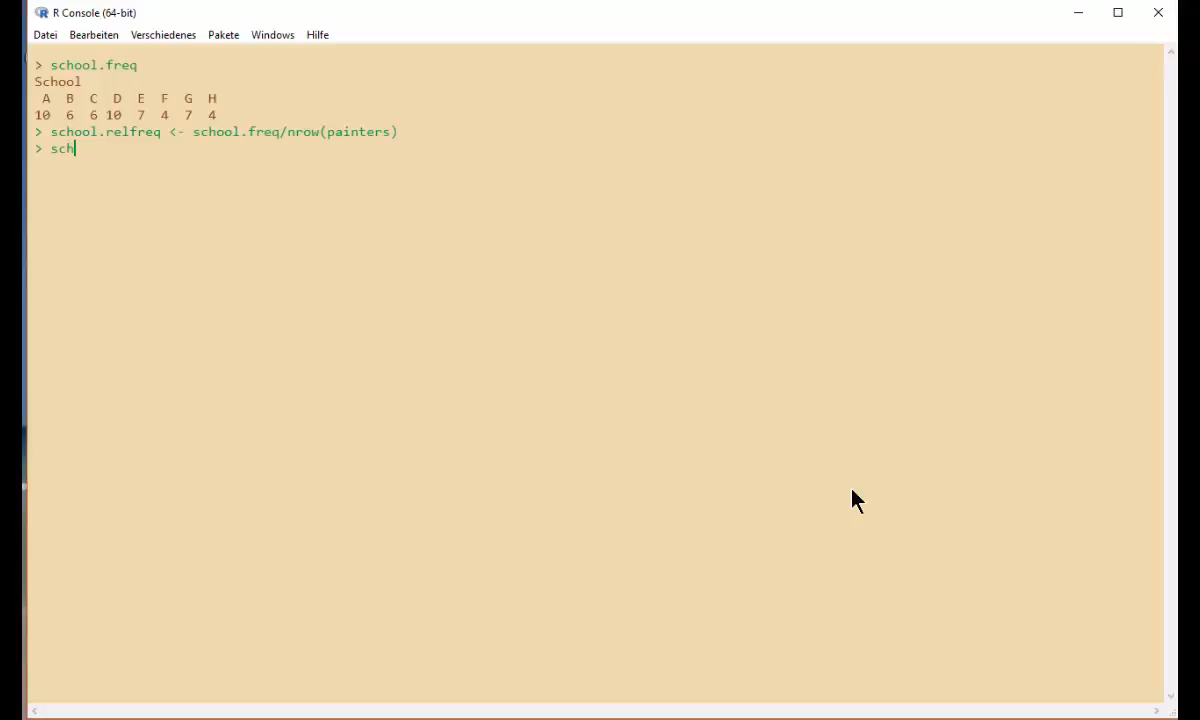 R Console (64-bit)
Datei Bearbeiten Verschiedenes Pakete Windows Hilfe
> school.freq
School
 A  B  C  D  E  F  G  H
10  6  6 10  7  4  7  4
> school.relfreq <- school.freq/nrow(painters)
> sch